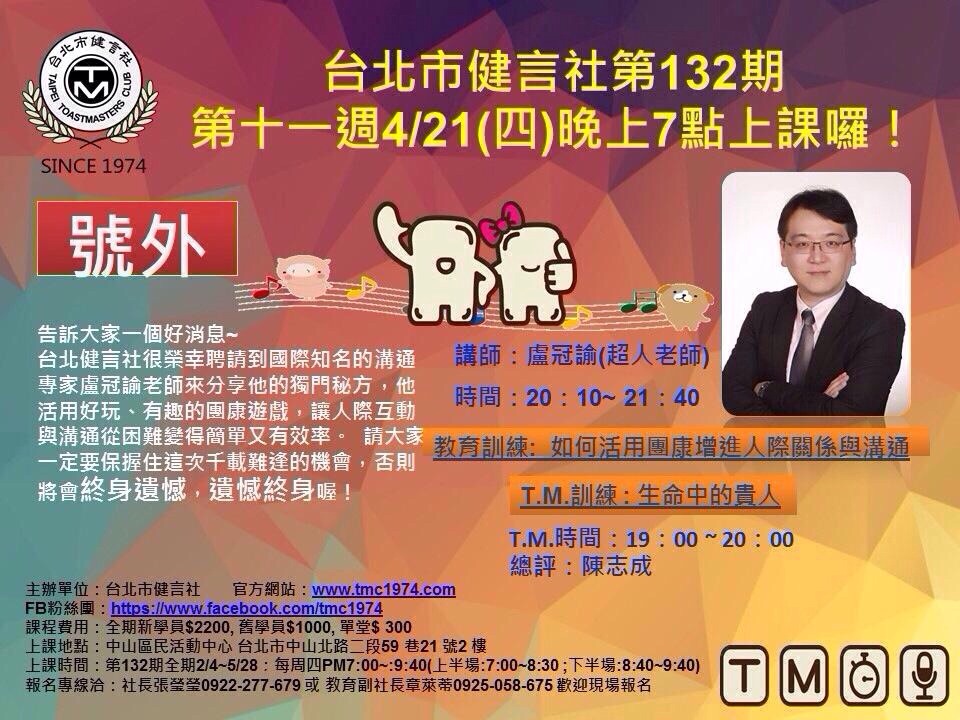 台北市健言社
TM
TAIPEI TOASTMASTERS CLUB
SINCE 1974
台北市健言社第132期
第十一週4/21(四)晚上7點上課囉！
號外
告訴大家一個好消息~
台北健言社很榮幸聘請到國際知名的溝通
專家盧冠諭老師來分享他的獨門秘方，他
活用好玩、有趣的團康遊戲，讓人際互動
與溝通從困難變得簡單又有效率。 請大家
一定要保握住這次千載難逢的機會，否則
將會終身遺憾，遺憾終身喔！
講師：盧冠諭(超人老師)
時間：20：10~ 21：40
教育訓練: 如何活用團康增進人際關係與溝通
T.M.訓練：生命中的貴人
T.M.時間：19：00 ~ 20：00
總評：陳志成
主辦單位：台北市健言社 官方網站：www.tmc1974.com
FB粉絲團：https://www.facebook.com/tmc1974
課程費用：全期新學員$2200, 舊學員$1000, 單堂$ 300
上課地點：中山區民活動中心 台北市中山北路二段59 巷21 號2 樓
上課時間：第132期全期2/4~5/28：每周四PM7:00~:9:40(上半場:7:00~8:30 ;下半場:8:40~9:40)
報名專線洽：社長張瑩瑩0922-277-679 或 教育副社長章萊蒂0925-058-675 歡迎現場報名
T M